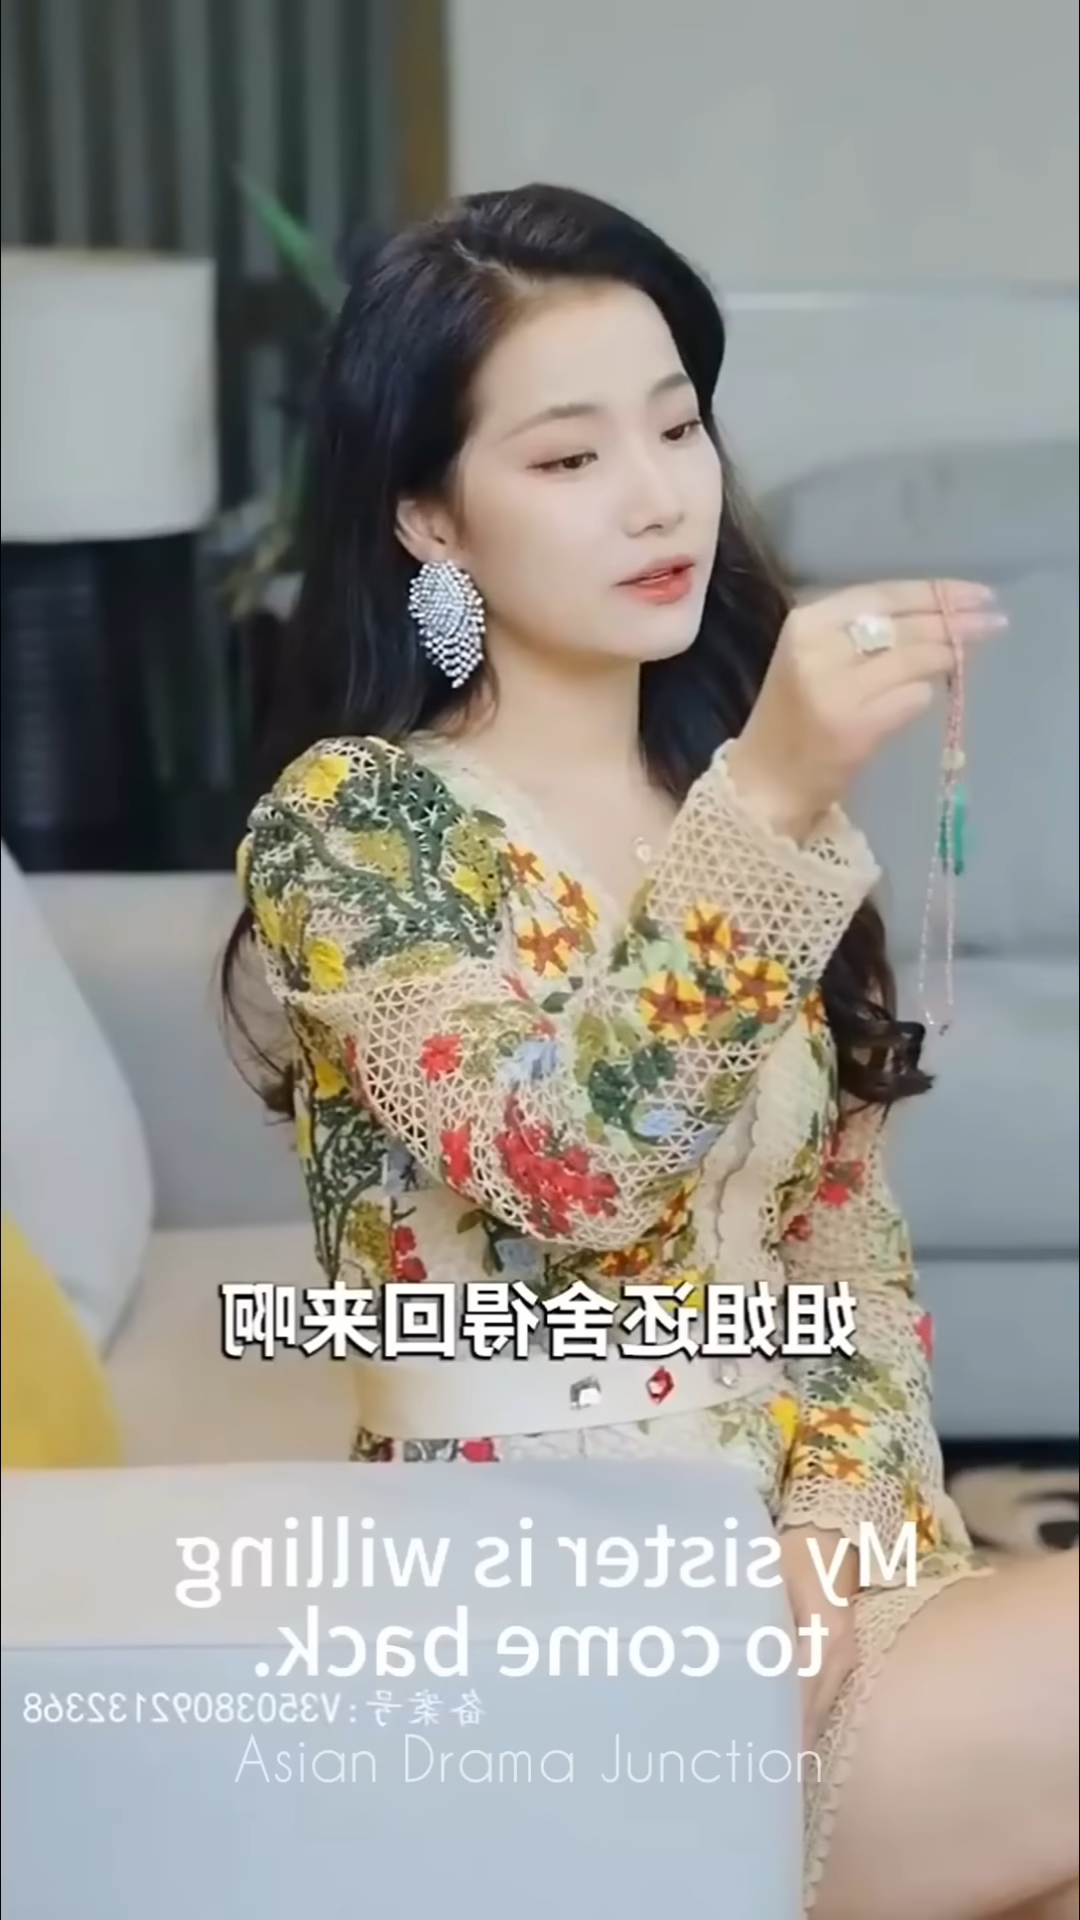 姐姐还舍得回来啊
My sister is willing
to come back.
备案号:V35038092132368
Asian Drama Junction